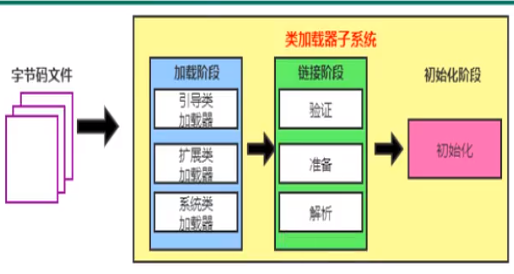 类加载器子系统
字节码文件
加载阶段
链接阶段
初始化阶段
引导类
加载器
扩展类
加载器
系统类
加载器
验证
准备
解析
初始化